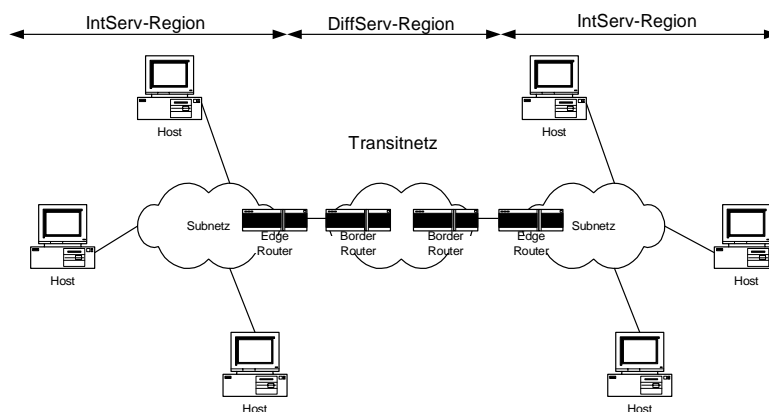 IntServ-Region
DiffServ-Region
IntServ-Region
Host
Host
Transitnetz
Subnetz
Edge
Router
Border
Router
Border
Router
Edge
Router
Subnetz
Host
Host
Host
Host